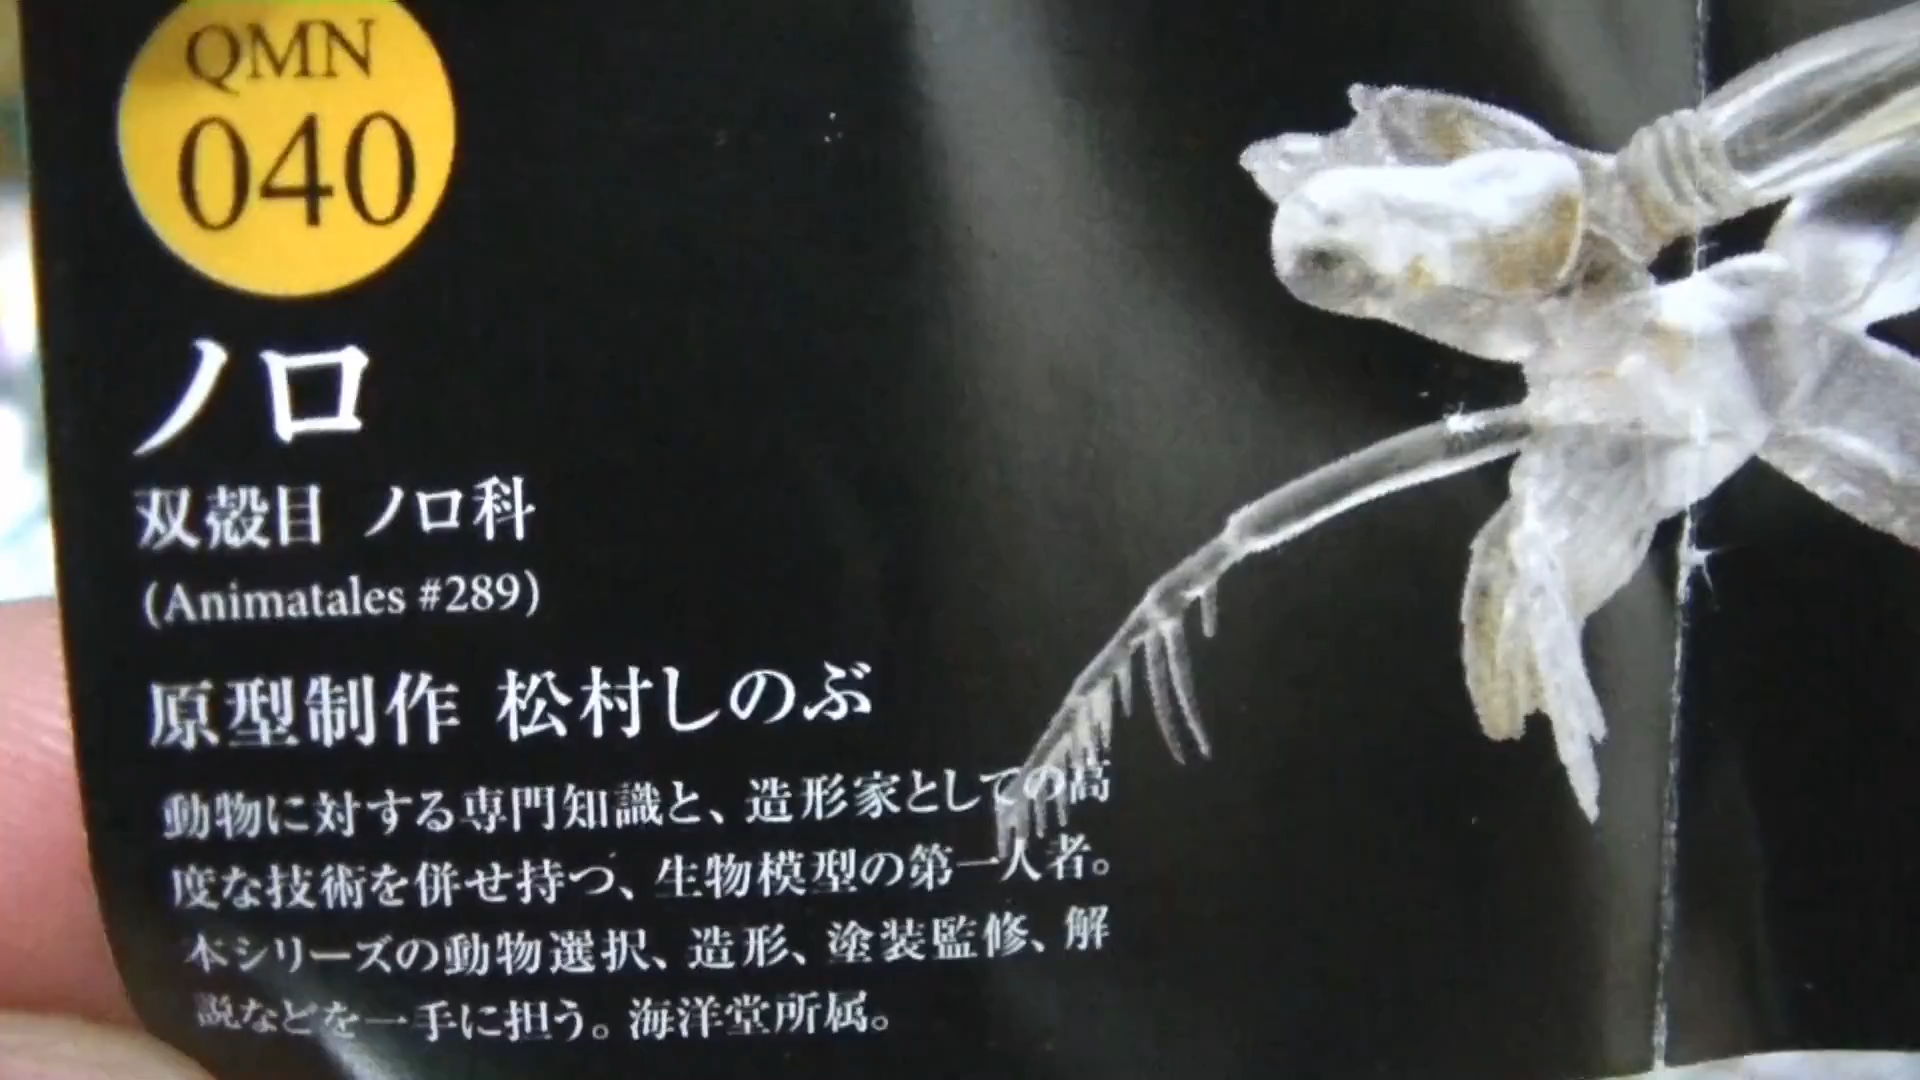 QMN
040
ノロ
双殻目 ノロ科
(Animatales #289)
原型制作 松村しのぶ
動物に対する専門知識と、造形家としての高
度な技術を併せ持つ、生物模型の第一人者。
本シリーズの動物選択、造形、塗装監修、解
説などを一手に担う。海洋堂所属。